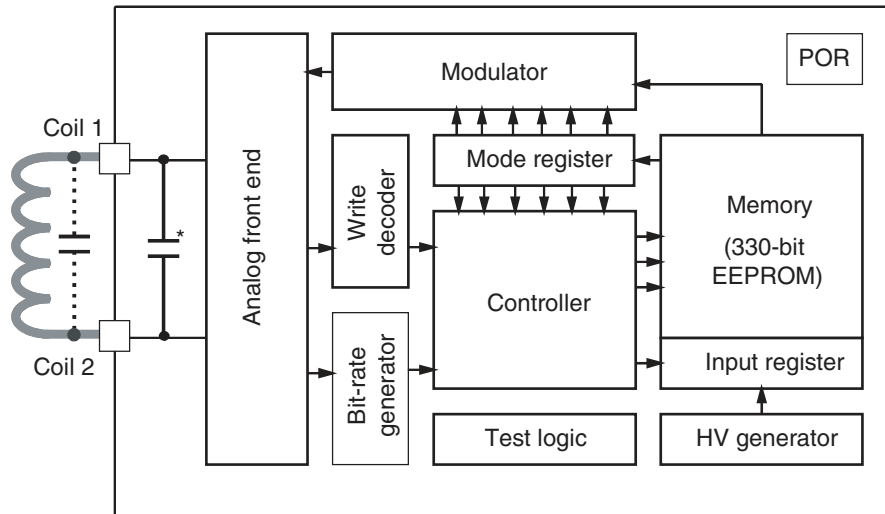 POR
Modulator
Coil 1
Mode register
Analog front end
Write
decoder
*
Memory
(330-bit
EEPROM)
Controller
Coil 2
Bit-rate
generator
Input register
Test logic
HV generator